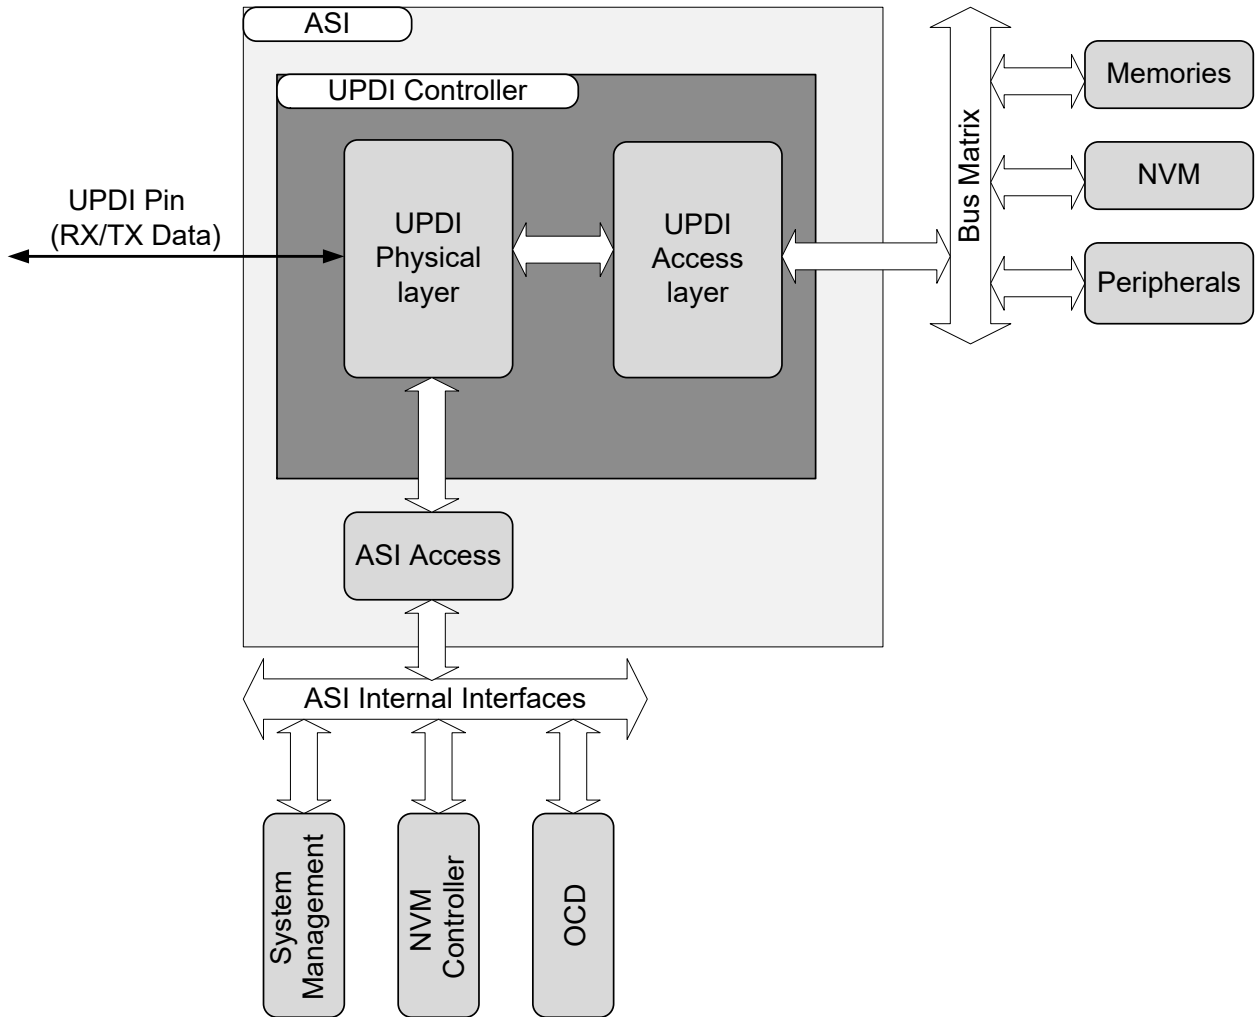 ASI
UPDI Controller
UPDI Pin
(RX/TX Data)
UPDI
Physical
layer
UPDI
Access
layer
Bus Matrix
Memories
NVM
Peripherals
ASI Access
ASI Internal Interfaces
System
Management
NVM
Controller
OCD